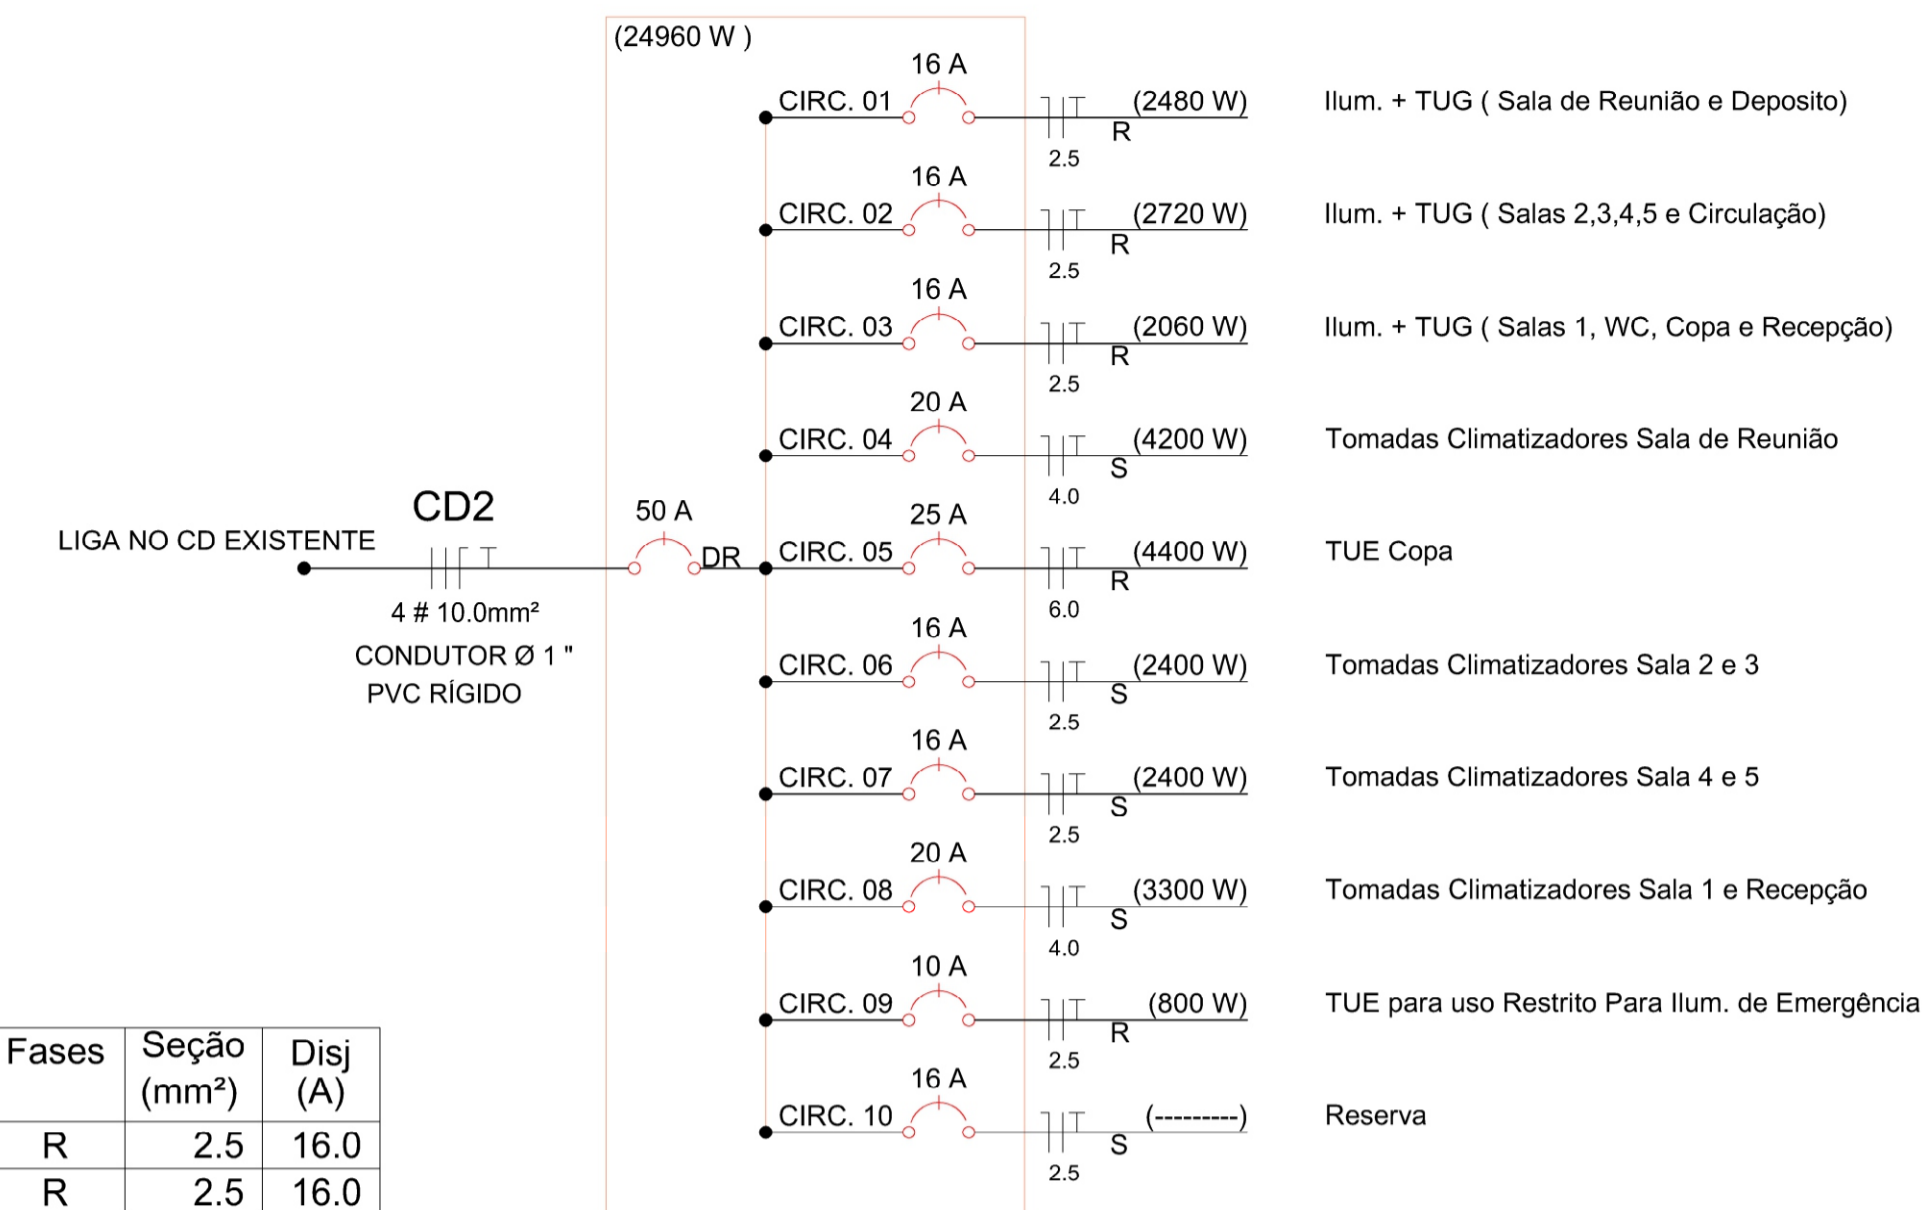 (24960 W )
16 A
CIRC. 01
(2480 W)
R
2.5
Ilum. + TUG ( Sala de Reunião e Deposito)
16 A
CIRC. 02
(2720 W)
R
2.5
Ilum. + TUG ( Salas 2,3,4,5 e Circulação)
16 A
CIRC. 03
(2060 W)
R
2.5
Ilum. + TUG ( Salas 1, WC, Copa e Recepção)
20 A
CIRC. 04
(4200 W)
S
4.0
Tomadas Climatizadores Sala de Reunião
LIGA NO CD EXISTENTE
CD2
4 # 10.0mm²
CONDUTOR Ø 1 "
PVC RÍGIDO
50 A
DR
25 A
CIRC. 05
(4400 W)
R
6.0
TUE Copa
16 A
CIRC. 06
(2400 W)
S
2.5
Tomadas Climatizadores Sala 2 e 3
16 A
CIRC. 07
(2400 W)
S
2.5
Tomadas Climatizadores Sala 4 e 5
20 A
CIRC. 08
(3300 W)
S
4.0
Tomadas Climatizadores Sala 1 e Recepção
10 A
CIRC. 09
(800 W)
R
2.5
TUE para uso Restrito Para Ilum. de Emergência
16 A
CIRC. 10
(---------)
S
2.5
Reserva
Fases Seção (mm²) Disj (A)
R 2.5 16.0
R 2.5 16.0